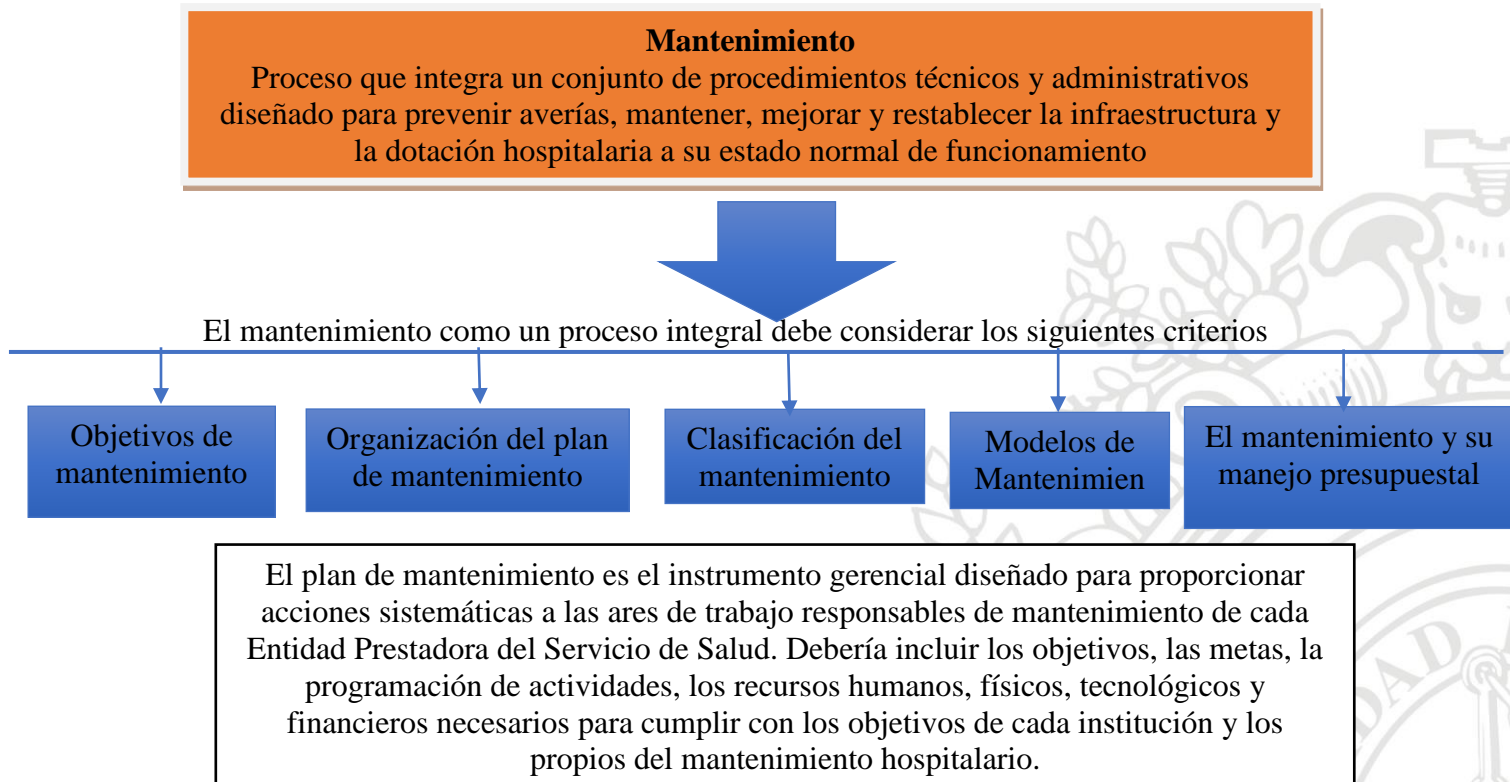 Mantenimiento
Proceso que integra un conjunto de procedimientos técnicos y administrativos
diseñado para prevenir averías, mantener, mejorar y restablecer la infraestructura y
la dotación hospitalaria a su estado normal de funcionamiento
El mantenimiento como un proceso integral debe considerar los siguientes criterios
Objetivos de
mantenimiento
Organización del plan
de mantenimiento
Clasificación del
mantenimiento
Modelos de
Mantenimien
El mantenimiento y su
manejo presupuestal
El plan de mantenimiento es el instrumento gerencial diseñado para proporcionar
acciones sistemáticas a las ares de trabajo responsables de mantenimiento de cada
Entidad Prestadora del Servicio de Salud. Debería incluir los objetivos, las metas, la
programación de actividades, los recursos humanos, físicos, tecnológicos y
financieros necesarios para cumplir con los objetivos de cada institución y los
propios del mantenimiento hospitalario.
DAD